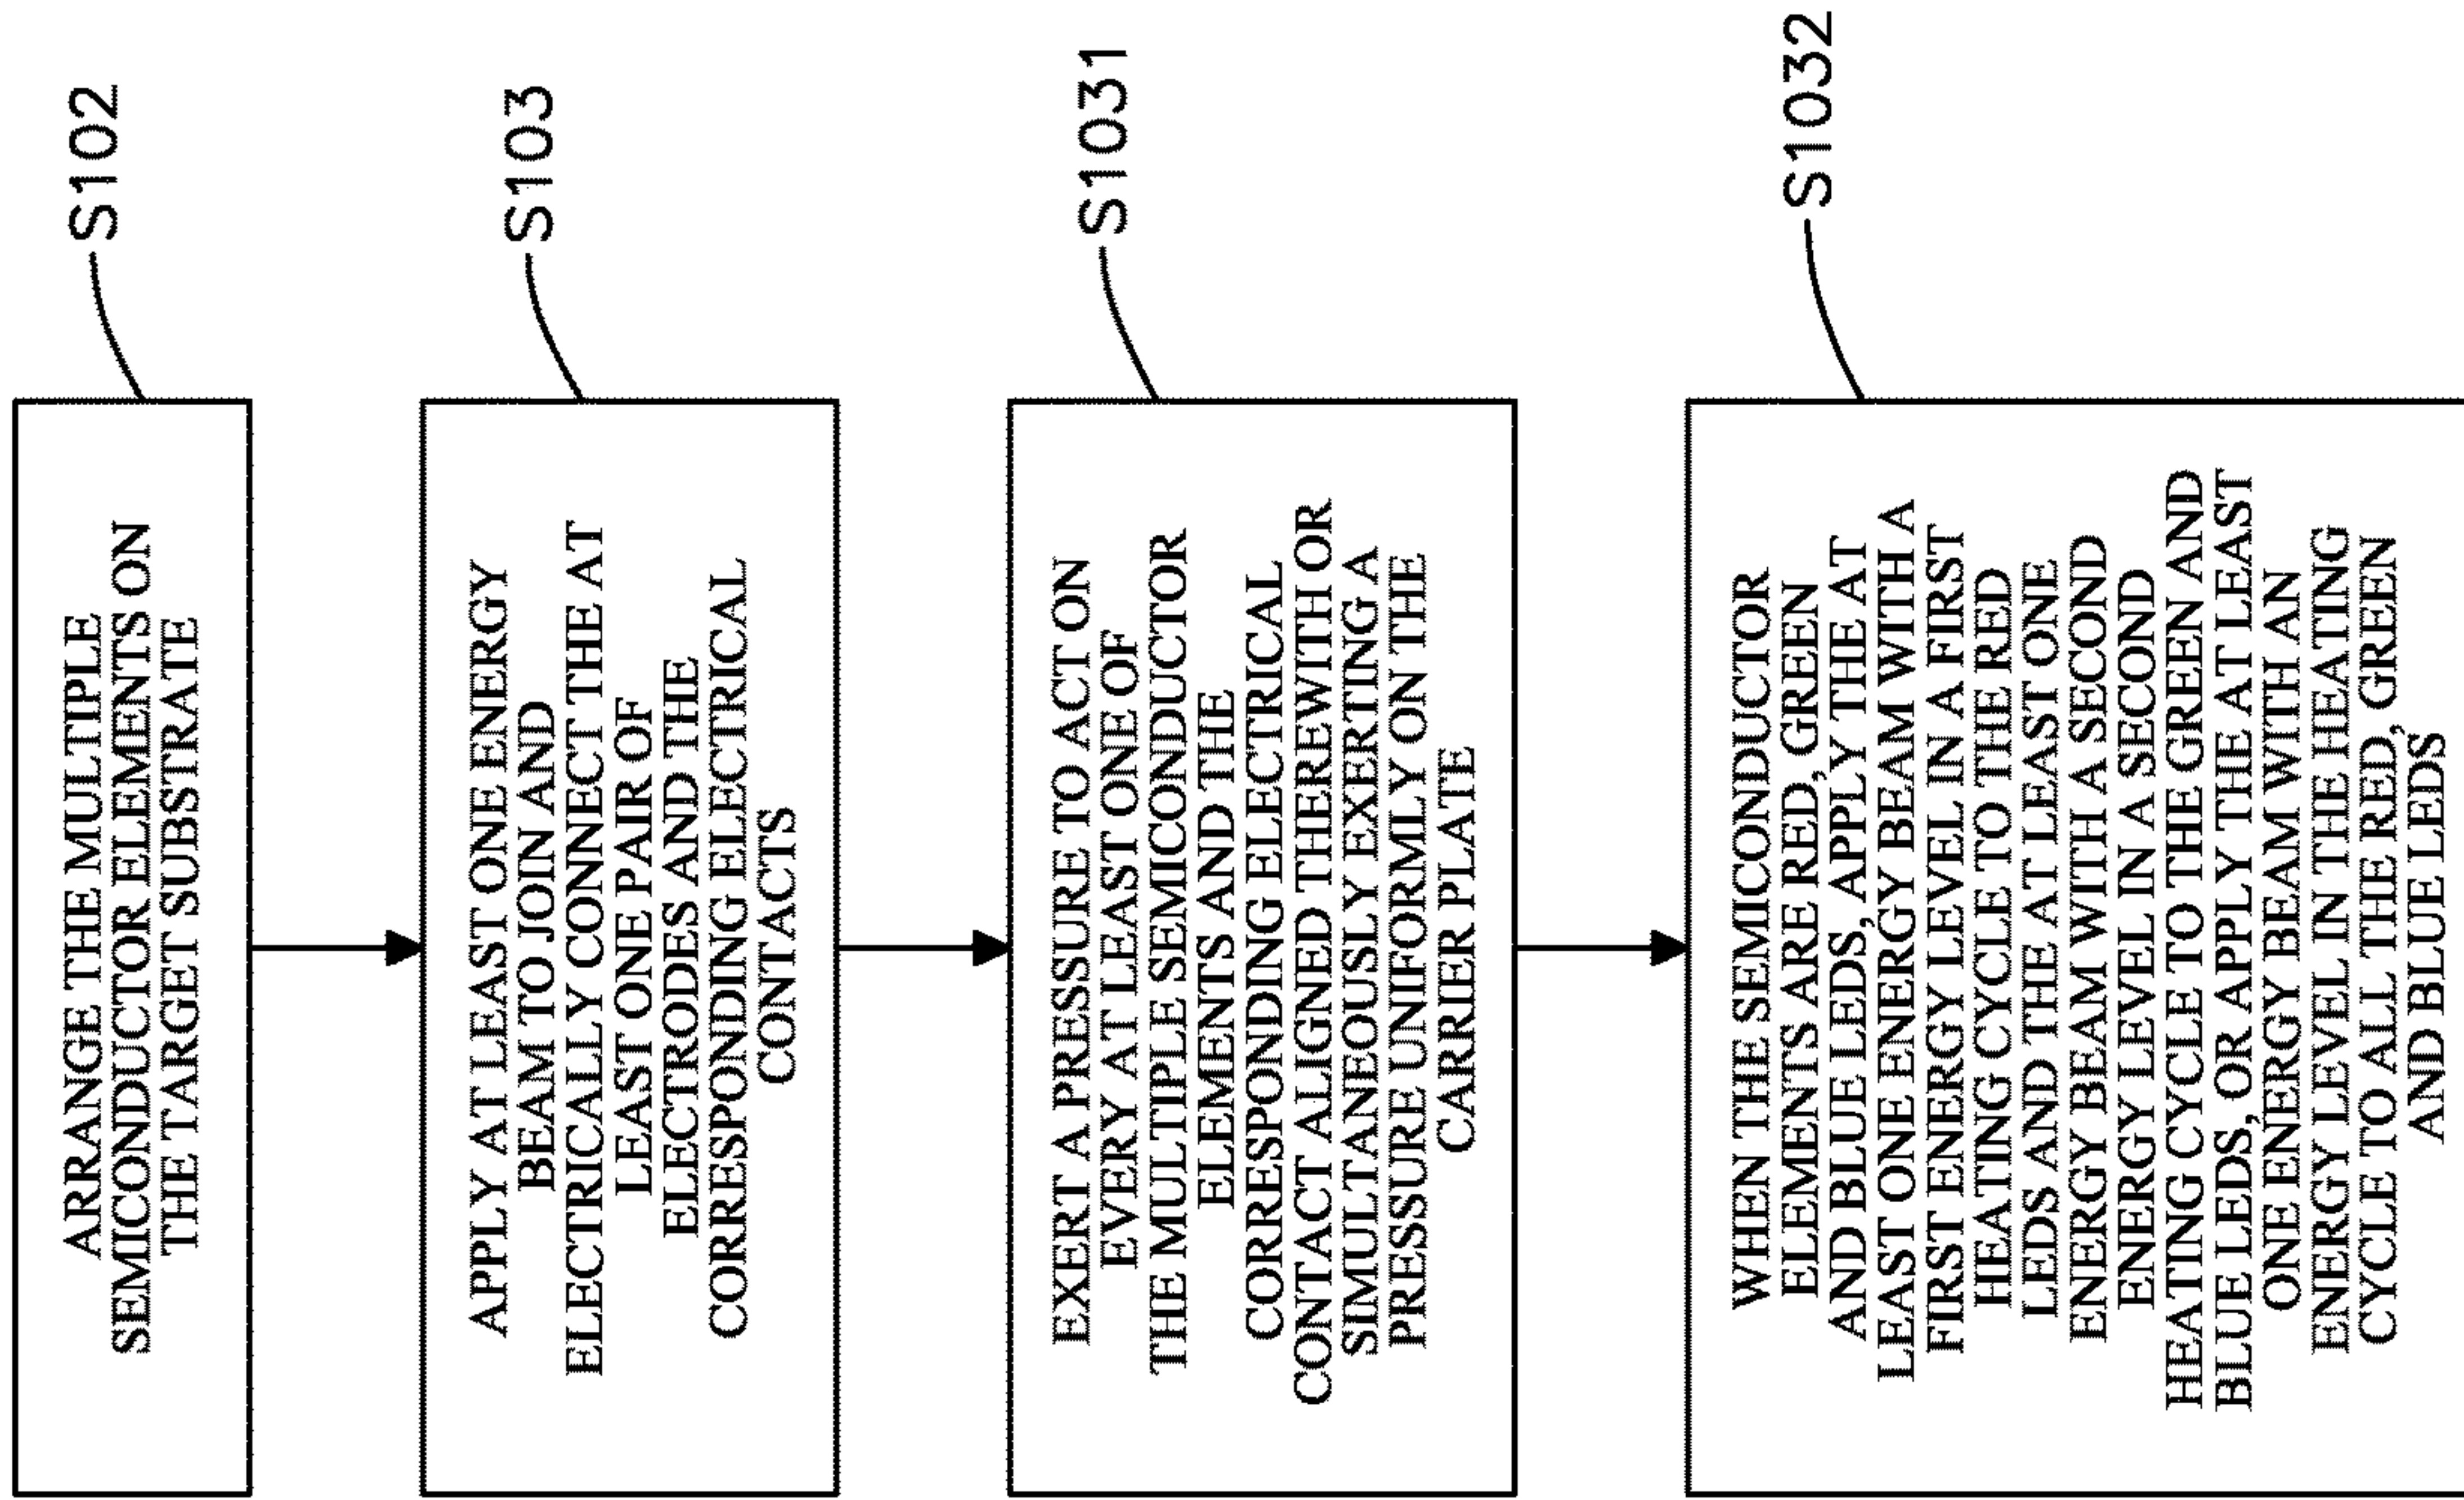 S102
ARRANGE THE MULTIPLE
SEMICONDUCTOR ELEMENTS ON
THE TARGET SUBSTRATE
S103
APPLY AT LEAST ONE ENERGY
BEAM TO JOIN AND
ELECTRICALLY CONNECT THE AT
LEAST ONE PAIR OF
ELECTRODES AND THE
CORRESPONDING ELECTRICAL
CONTACTS
S1031
EXERT A PRESSURE TO ACT ON
EVERY AT LEAST ONE OF
THE MULTIPLE SEMICONDUCTOR
ELEMENTS AND THE
CORRESPONDING ELECTRICAL
CONTACT ALIGNED THEREWITH OR
SIMULTANEOUSLY EXERTING A
PRESSURE UNIFORMLY ON THE
CARRIER PLATE
S1032
WHEN THE SEMICONDUCTOR
ELEMENTS ARE RED, GREEN
AND BLUE LEDS, APPLY THE AT
LEAST ONE ENERGY BEAM WITH A
FIRST ENERGY LEVEL IN A FIRST
HEATING CYCLE TO THE RED
LEDS AND THE AT LEAST ONE
ENERGY BEAM WITH A SECOND
ENERGY LEVEL IN A SECOND
HEATING CYCLE TO THE GREEN AND
BLUE LEDS, OR APPLY THE AT LEAST
ONE ENERGY BEAM WITH AN
ENERGY LEVEL IN THE HEATING
CYCLE TO ALL THE RED, GREEN
AND BLUE LEDS